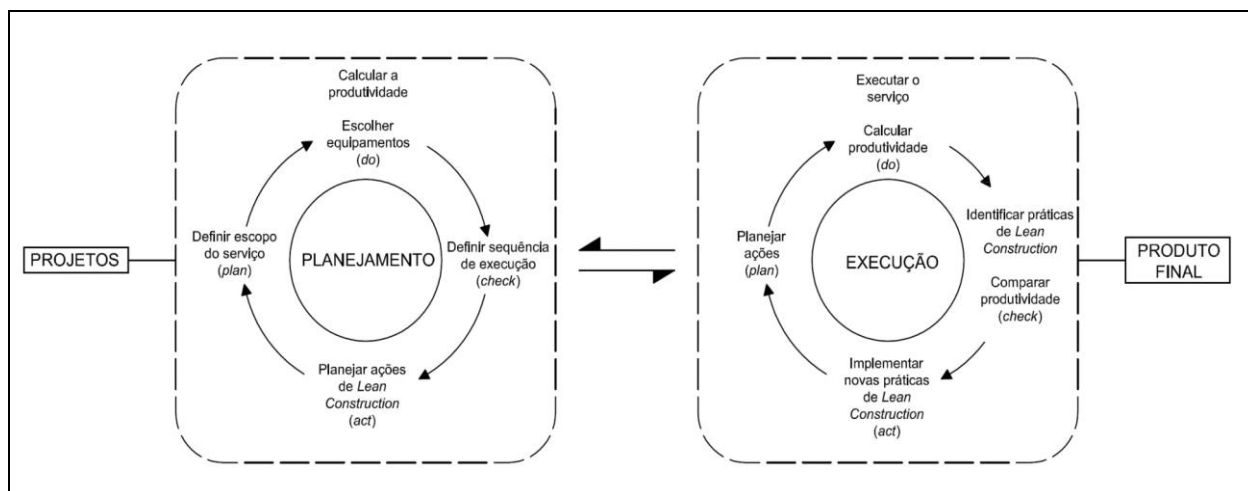 PROJETOS
Calcular a
produtividade
Escolher
equipamentos
(do)
Definir escopo
do serviço
(plan)
PLANEJAMENTO
Definir sequência
de execução
(check)
Planejar ações
de Lean
Construction
(act)
Executar o
serviço
Calcular
produtividade
(do)
Planejar
ações
(plan)
EXECUÇÃO
Identificar práticas
de Lean
Construction
Comparar
produtividade
(check)
Implementar
novas práticas
de Lean
Construction
(act)
PRODUTO
FINAL